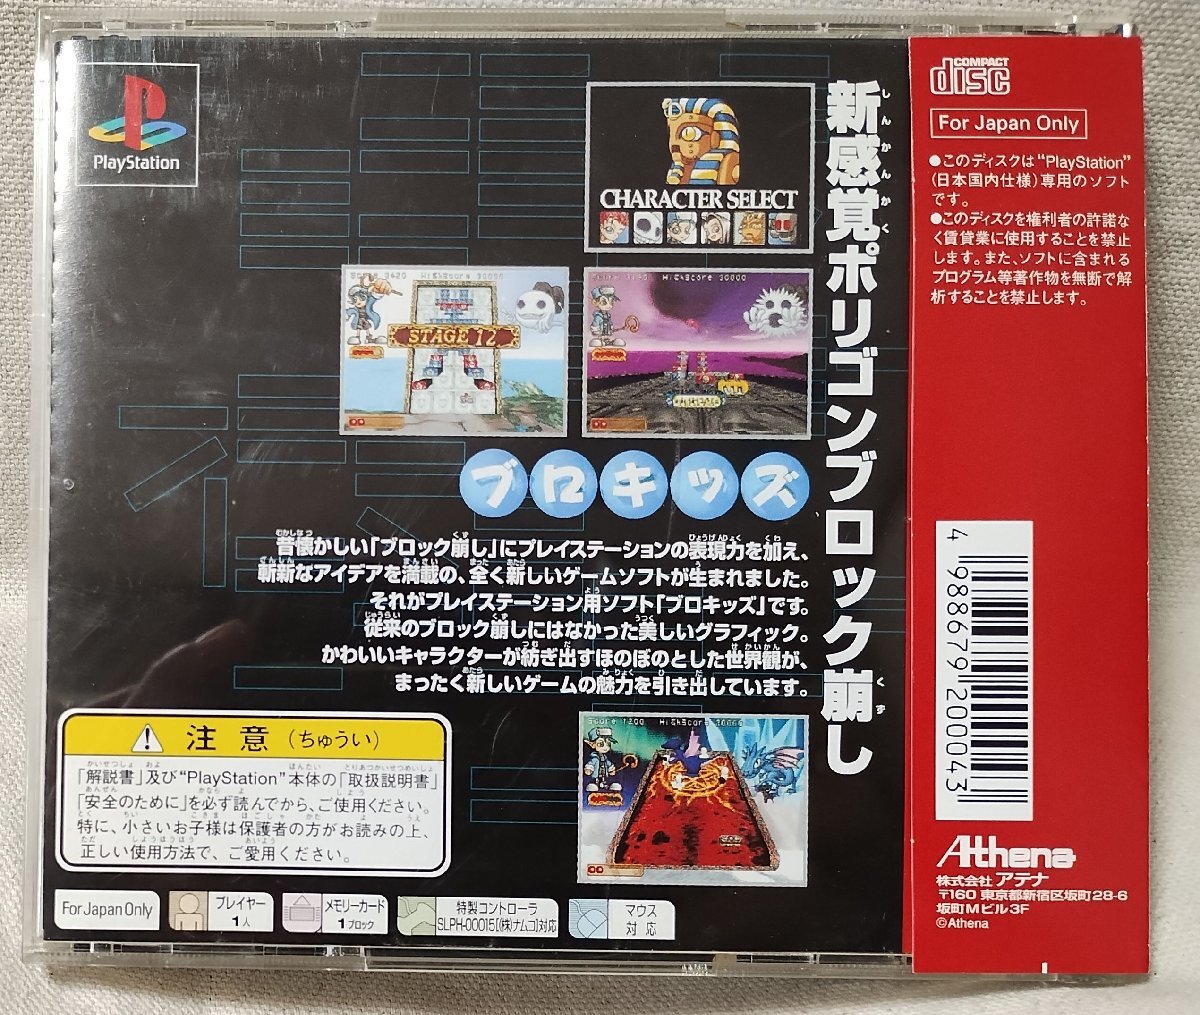 PlayStation
新感覚ポリゴンブロック崩し
しんかんかく
くず
CHARACTER SELECT
Score 3420 HighScore 30000
STAGE 12
HighScore 30000
ブロキッズ
昔懐かしい「ブロック崩し」にプレイステーションの表現力を加え、
斬新なアイデアを満載の、全く新しいゲームソフトが生まれました。
それがプレイステーション用ソフト「ブロキッズ」です。
従来のブロック崩しにはなかった美しいグラフィック。
かわいいキャラクターが紡ぎ出すほのぼのとした世界観が、
まったく新しいゲームの魅力を引き出しています。
Score 1200 HighScore 30000
注意(ちゅうい)
「解説書」及び“PlayStation”本体の「取扱説明書」
「安全のために」を必ず読んでから、ご使用ください。
特に、小さいお子様は保護者の方がお読みの上、
正しい使用方法で、ご愛用ください。
For Japan Only
プレイヤー
1人
メモリーカード
1ブロック
特製コントローラ
SLPH-00015[(株)ナムコ]対応
マウス
対応
COMPACT
disc
For Japan Only
●このディスクは“PlayStation”
(日本国内仕様)専用のソフト
です。
●このディスクを権利者の許諾な
く賃貸業に使用することを禁止
します。また、ソフトに含まれる
プログラム等著作物を無断で解
析することを禁止します。
4 988679 200043
Athena
株式会社 アテナ
〒160 東京都新宿区坂町28-6
坂町Mビル3F
©Athena